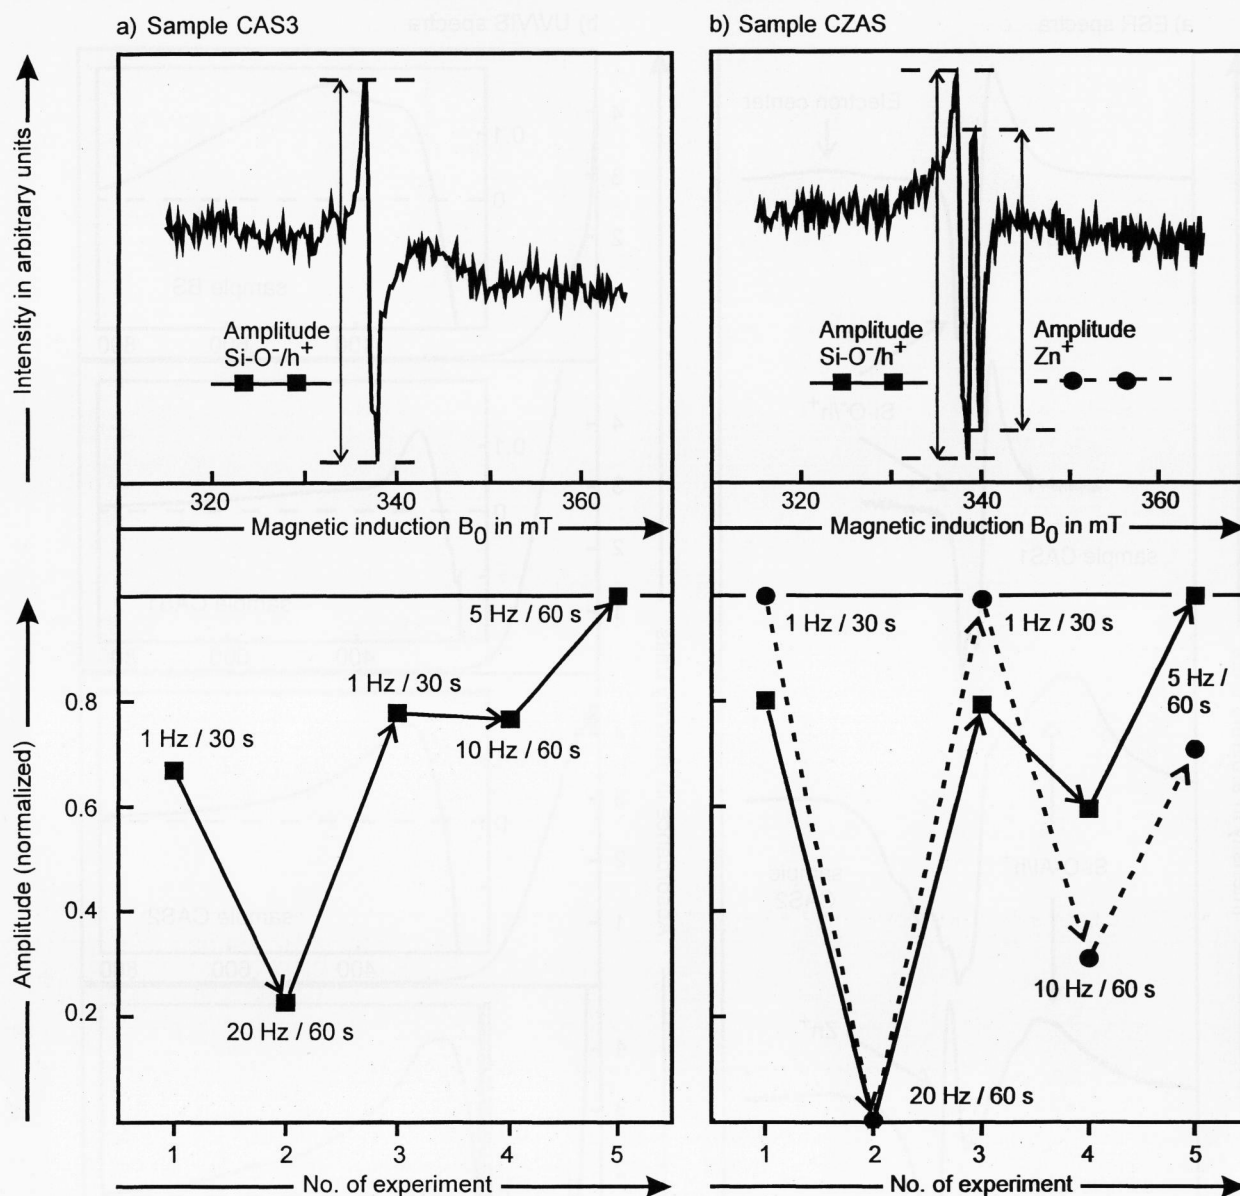 a) Sample CAS3
b) Sample CZAS
Intensity in arbitrary units
Amplitude
Si-O⁻/h⁺
320
340
360
Magnetic induction B₀ in mT
Amplitude
Si-O⁻/h⁺
Amplitude
Zn⁺
320
340
360
Magnetic induction B₀ in mT
Amplitude (normalized)
0.8
0.6
0.4
0.2
1 Hz / 30 s
20 Hz / 60 s
1 Hz / 30 s
10 Hz / 60 s
5 Hz / 60 s
1
2
3
4
5
No. of experiment
1 Hz / 30 s
20 Hz / 60 s
1 Hz / 30 s
10 Hz / 60 s
5 Hz /
60 s
1
2
3
4
5
No. of experiment